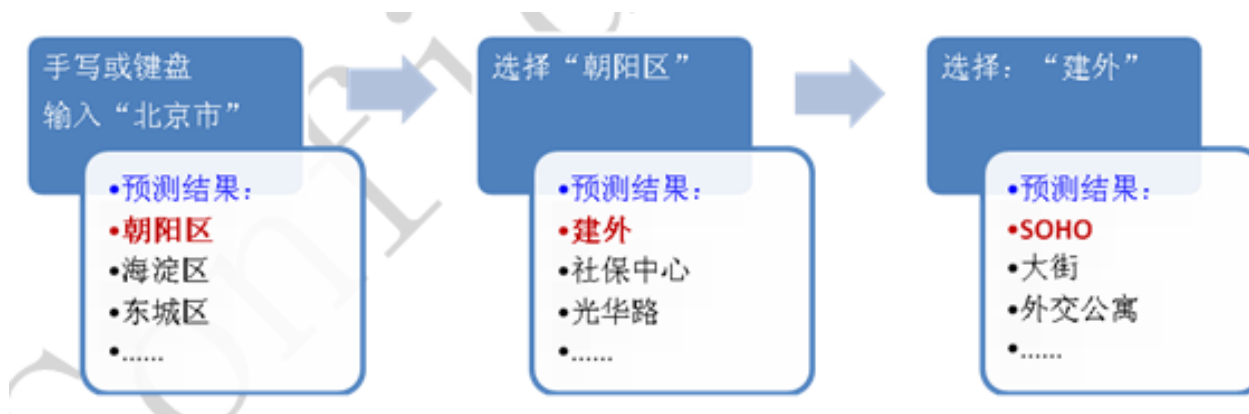 手写或键盘
输入“北京市”
•预测结果：
•朝阳区
•海淀区
•东城区
•......
选择“朝阳区”
•预测结果：
•建外
•社保中心
•光华路
•......
选择：“建外”
•预测结果：
•SOHO
•大街
•外交公寓
•......